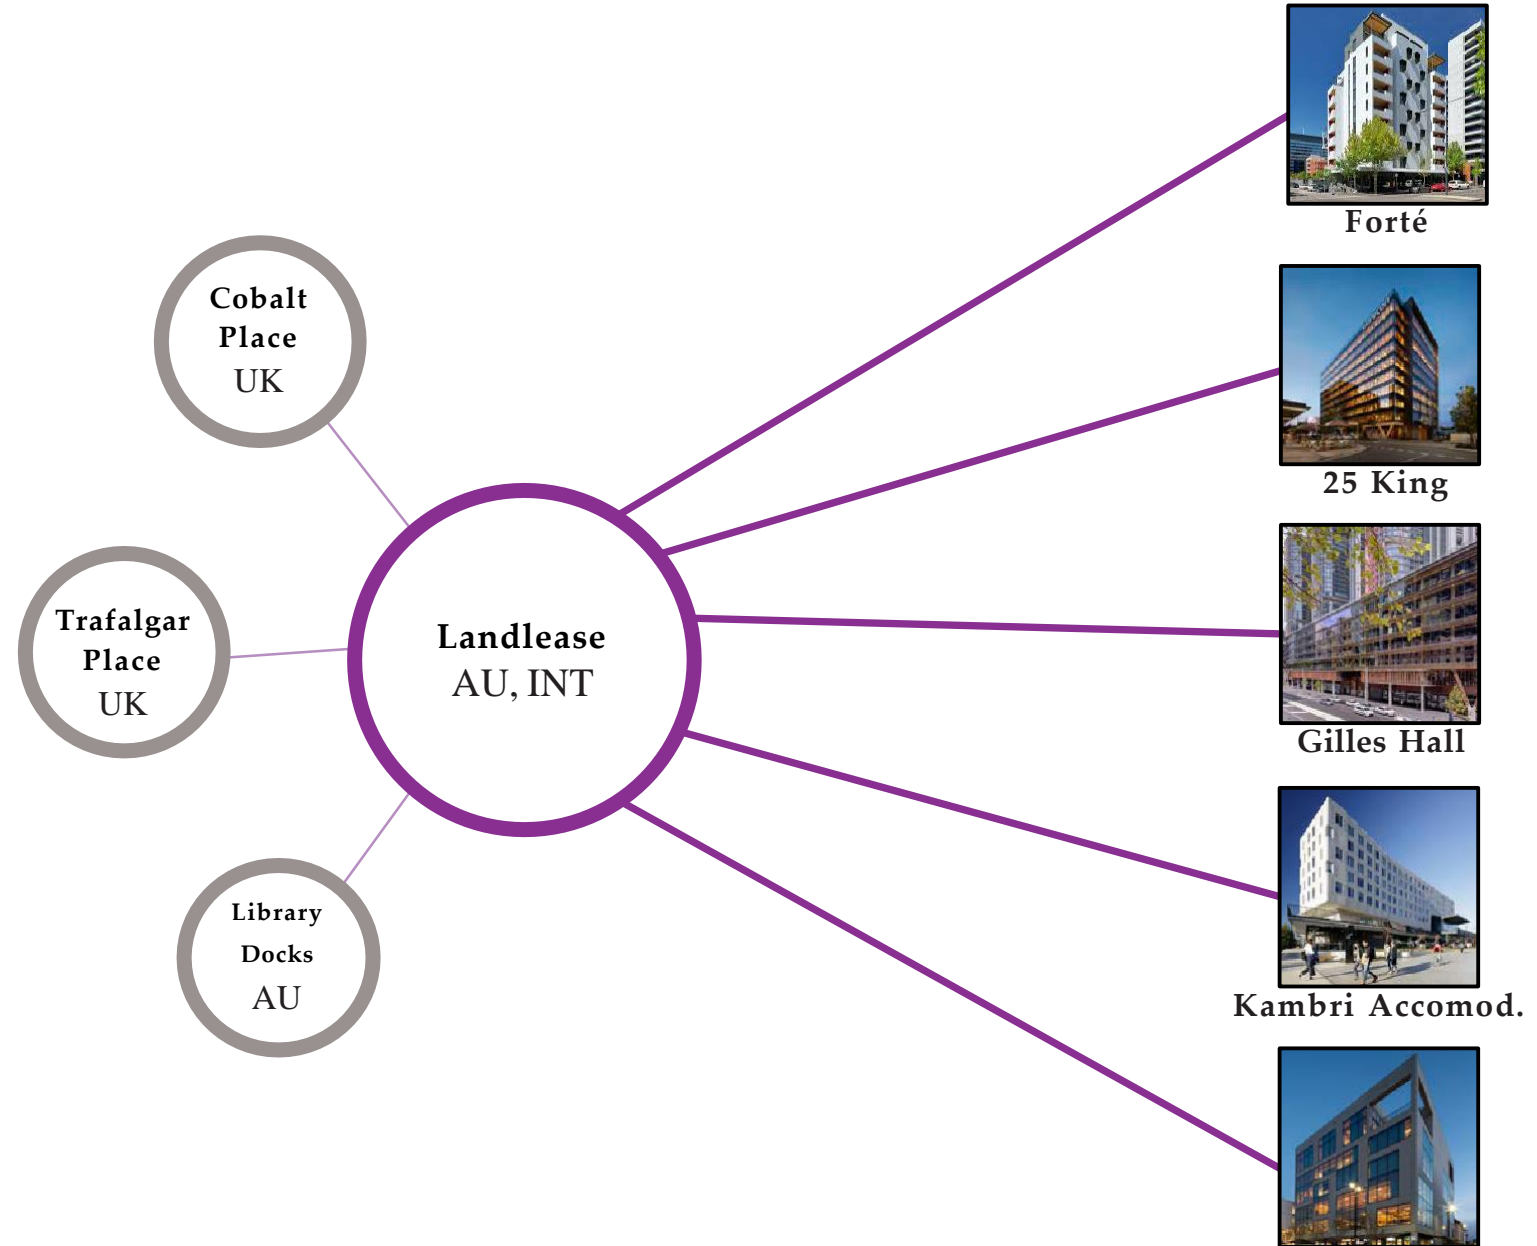 Forté
Cobalt
Place
UK
25 King
Trafalgar
Place
UK
Landlease
AU, INT
Gilles Hall
Library
Docks
AU
Kambri Accomod.